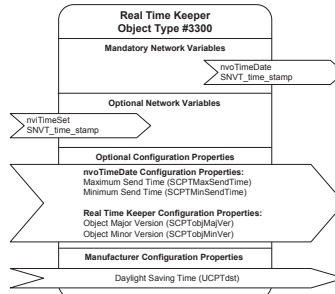 Real Time Keeper
Object Type #3300
Mandatory Network Variables
nvoTimeDate
SNVT_time_stamp
Optional Network Variables
nviTimeSet
SNVT_time_stamp
Optional Configuration Properties
nvoTimeDate Configuration Properties:
Maximum Send Time (SCPTMaxSendTime)
Minimum Send Time (SCPTMinSendTime)
Real Time Keeper Configuration Properties:
Object Major Version (SCPTobjMajVer)
Object Minor Version (SCPTobjMinVer)
Manufacturer Configuration Properties
Daylight Saving Time (UCPTdst)